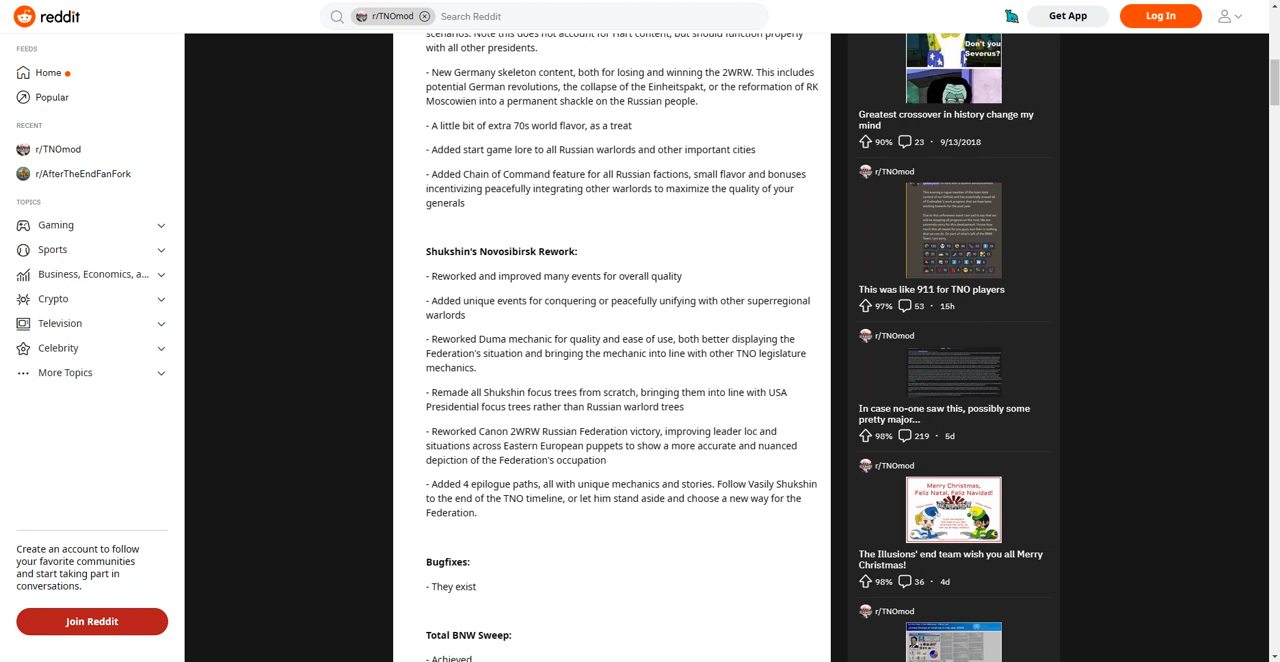 reddit
r/TNOmod
Search Reddit
Get App
Log In
FEEDS
Home
Popular
RECENT
r/TNOmod
r/AfterTheEndFanFork
TOPICS
Gaming
Sports
Business, Economics, a...
Crypto
Television
Celebrity
More Topics
Create an account to follow
your favorite communities
and start taking part in
conversations.
Join Reddit
scenarios. Note this does not account for Hart content, but should function properly
with all other presidents.
- New Germany skeleton content, both for losing and winning the 2WRW. This includes
potential German revolutions, the collapse of the Einheitspakt, or the reformation of RK
Moscowien into a permanent shackle on the Russian people.
- A little bit of extra 70s world flavor, as a treat
- Added start game lore to all Russian warlords and other important cities
- Added Chain of Command feature for all Russian factions, small flavor and bonuses
incentivizing peacefully integrating other warlords to maximize the quality of your
generals
Shukshin's Novosibirsk Rework:
- Reworked and improved many events for overall quality
- Added unique events for conquering or peacefully unifying with other superregional
warlords
- Reworked Duma mechanic for quality and ease of use, both better displaying the
Federation's situation and bringing the mechanic into line with other TNO legislature
mechanics.
- Remade all Shukshin focus trees from scratch, bringing them into line with USA
Presidential focus trees rather than Russian warlord trees
- Reworked Canon 2WRW Russian Federation victory, improving leader loc and
situations across Eastern European puppets to show a more accurate and nuanced
depiction of the Federation's occupation
- Added 4 epilogue paths, all with unique mechanics and stories. Follow Vasily Shukshin
to the end of the TNO timeline, or let him stand aside and choose a new way for the
Federation.
Bugfixes:
- They exist
Total BNW Sweep:
- Achieved
Don't you
Severus?
Greatest crossover in history change my
mind
90% 23 · 9/13/2018
r/TNOmod
This was like 911 for TNO players
97% 53 · 15h
r/TNOmod
In case no-one saw this, possibly some
pretty major...
98% 219 · 5d
r/TNOmod
Merry Christmas,
Feliz Natal, Feliz Navidad!
The Illusions' end team wish you all Merry
Christmas!
98% 36 · 4d
r/TNOmod